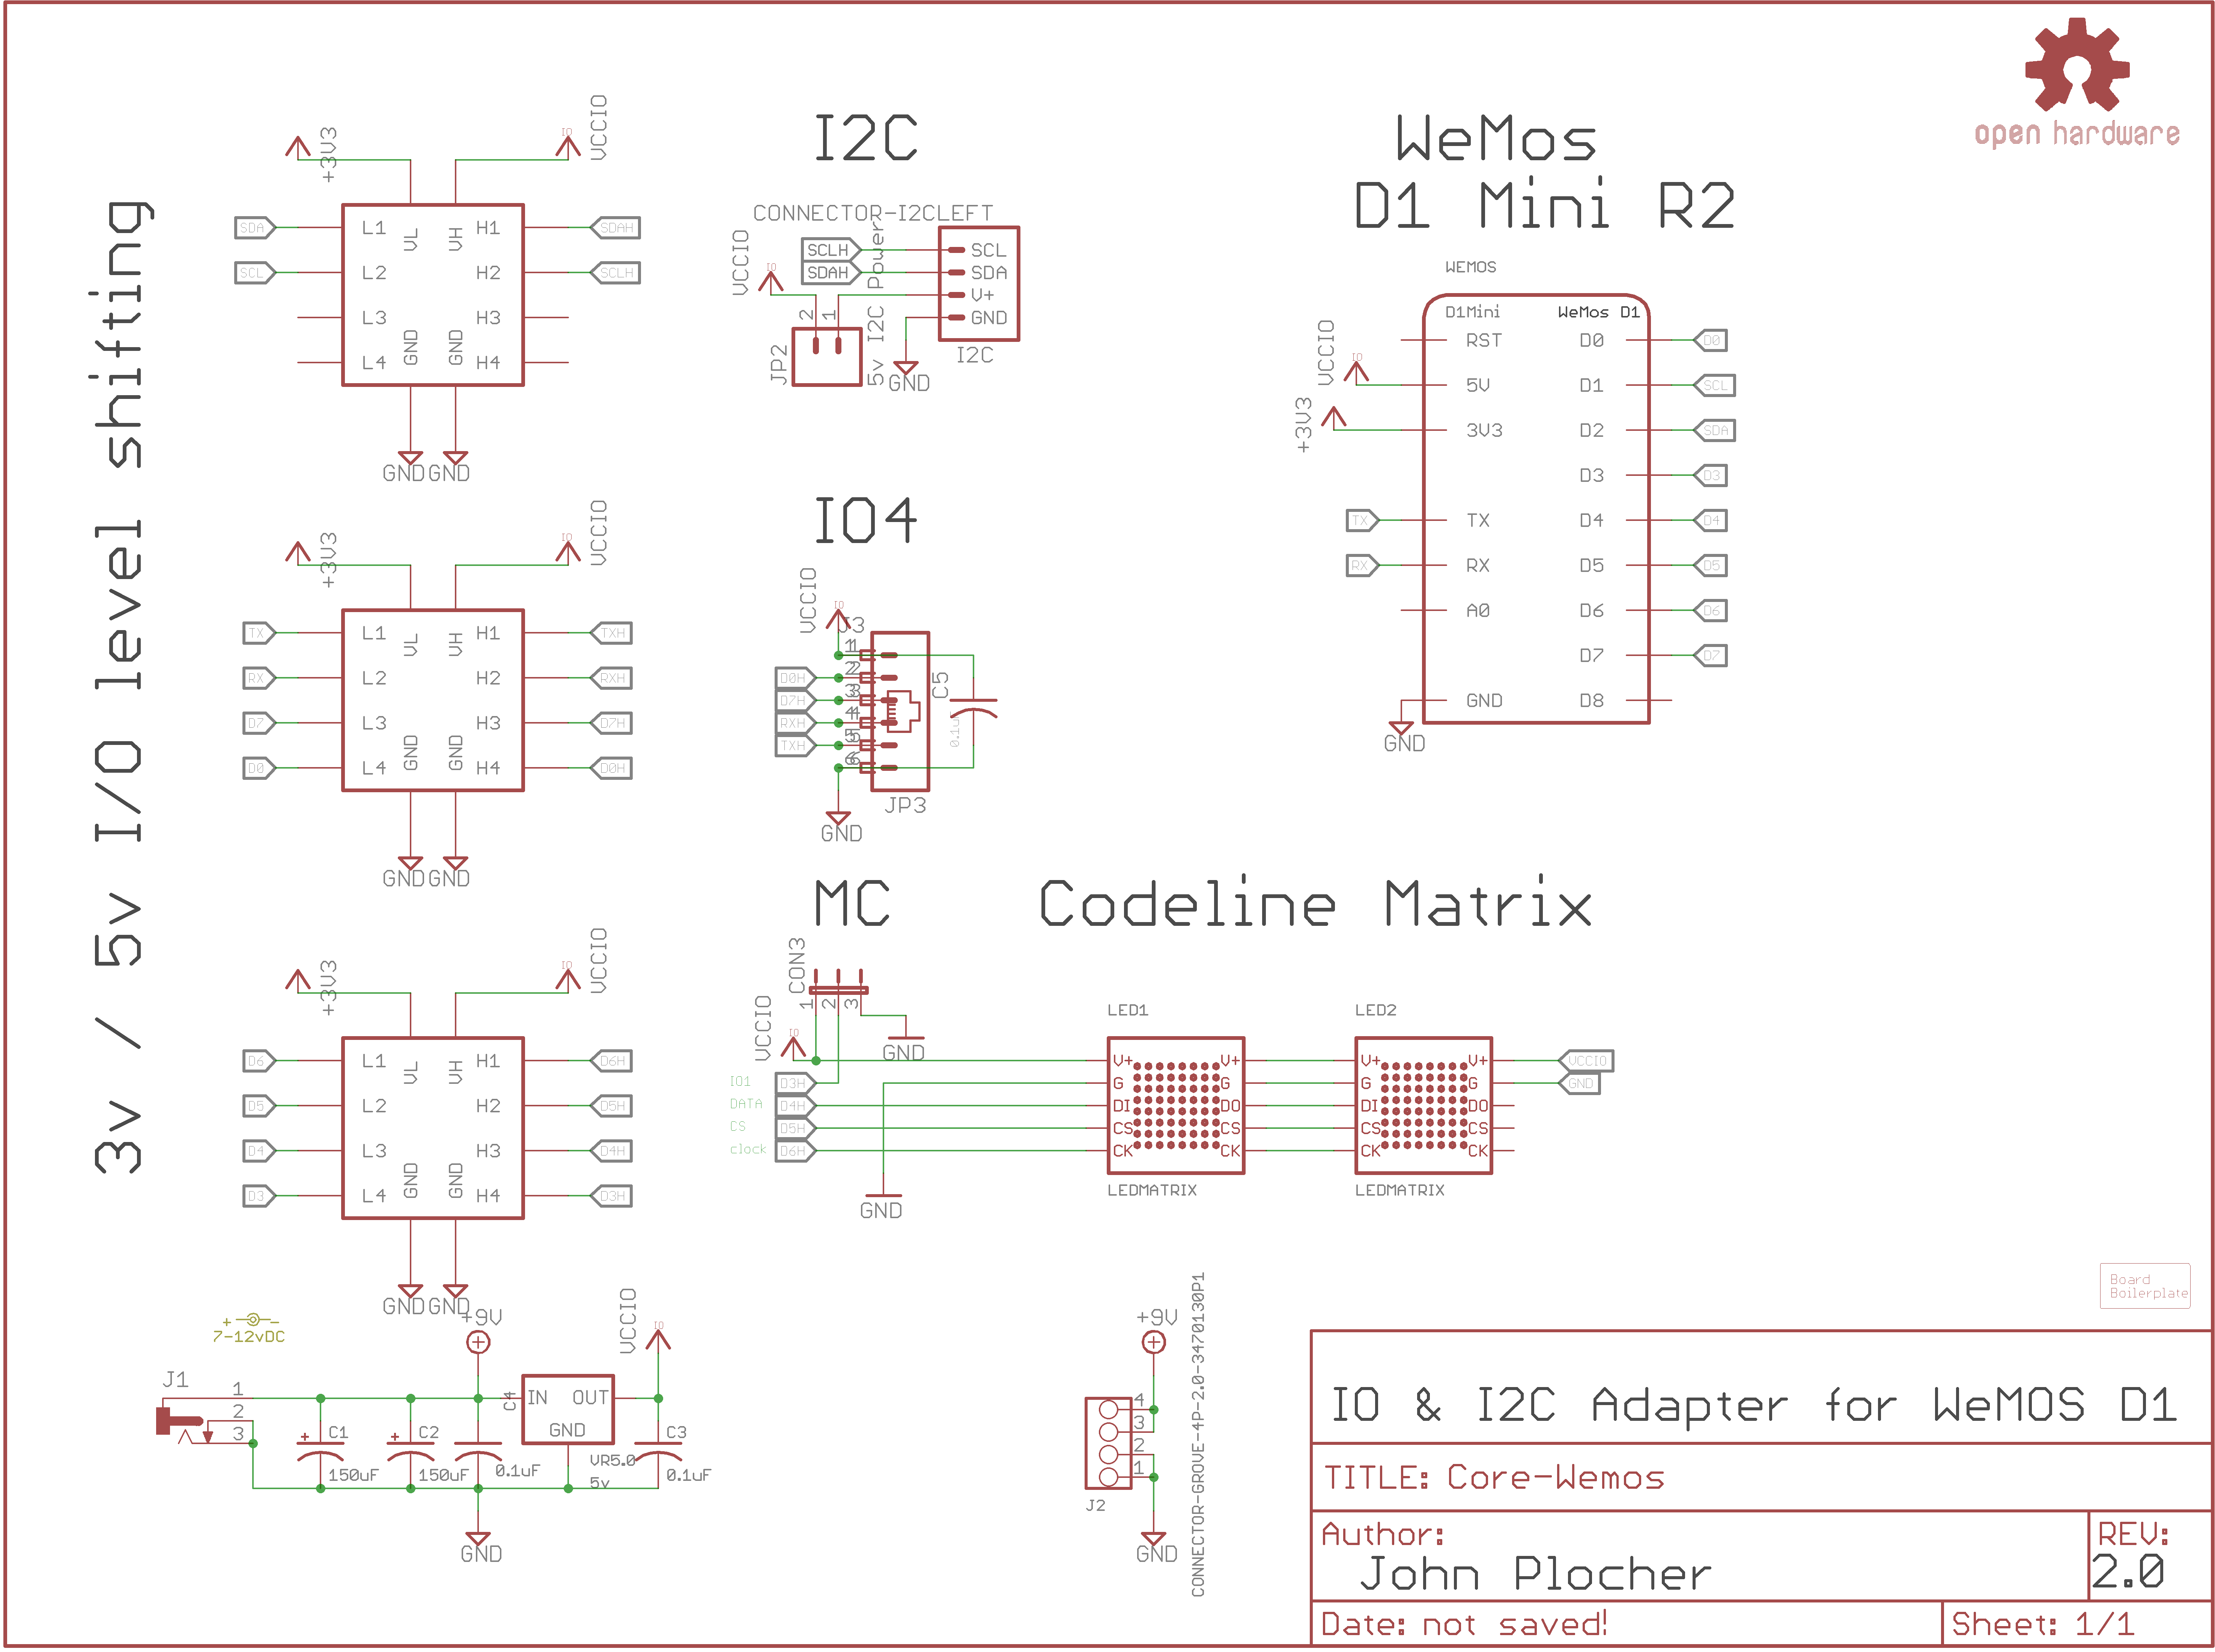 open hardware
3v / 5v I/O level shifting
+3V3
VCCIO
IO
SDA
SCL
L1
L2
L3
L4
VL
VH
GND
GND
H1
H2
H3
H4
SDAH
SCLH
GND
GND
+3V3
VCCIO
IO
TX
RX
D7
D0
L1
L2
L3
L4
VL
VH
GND
GND
H1
H2
H3
H4
TXH
RXH
D7H
D0H
GND
GND
+3V3
VCCIO
IO
D6
D5
D4
D3
L1
L2
L3
L4
VL
VH
GND
GND
H1
H2
H3
H4
D6H
D5H
D4H
D3H
GND
GND
I2C
CONNECTOR-I2CLEFT
VCCIO
IO
SCLH
SDAH
SCL
SDA
V+
GND
I2C
2
1
JP2
5v I2C Power
GND
IO4
VCCIO
IO
J3
1
2
3
4
5
6
1
2
3
4
5
6
D0H
D7H
RXH
TXH
C5
0.1uF
JP3
GND
WeMos
D1 Mini R2
WEMOS
D1Mini
WeMos D1
VCCIO
IO
+3V3
RST
5V
3V3
TX
RX
A0
GND
TX
RX
D0
D1
D2
D3
D4
D5
D6
D7
D8
D0
SCL
SDA
D3
D4
D5
D6
D7
GND
MC
Codeline Matrix
CON3
1
2
3
VCCIO
IO
GND
IO1
DATA
CS
clock
D3H
D4H
D5H
D6H
GND
LED1
V+
G
DI
CS
CK
V+
G
DO
CS
CK
LEDMATRIX
LED2
V+
G
DI
CS
CK
V+
G
DO
CS
CK
LEDMATRIX
VCCIO
GND
+ -
7-12vDC
J1
1
2
3
+ C1
150uF
+ C2
150uF
+9V
C4
0.1uF
IN OUT
GND
VR5.0
5v
VCCIO
IO
C3
0.1uF
GND
+9V
4
3
2
1
J2
GND
CONNECTOR-GROVE-4P-2.0-3470130P1
Board
Boilerplate
IO & I2C Adapter for WeMOS D1
TITLE: Core-Wemos
Author:
John Plocher
REV:
2.0
Date: not saved!
Sheet: 1/1